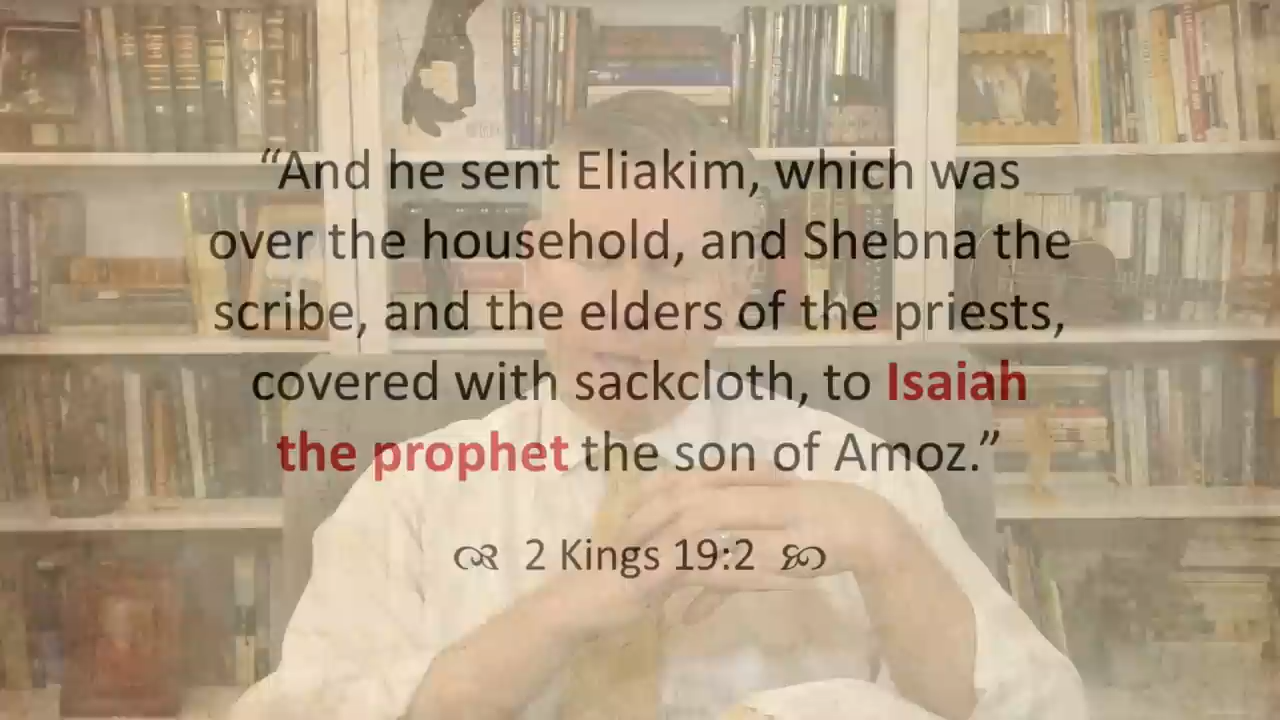 “And he sent Eliakim, which was
over the household, and Shebna the
scribe, and the elders of the priests,
covered with sackcloth, to Isaiah
the prophet the son of Amoz.”
2 Kings 19:2